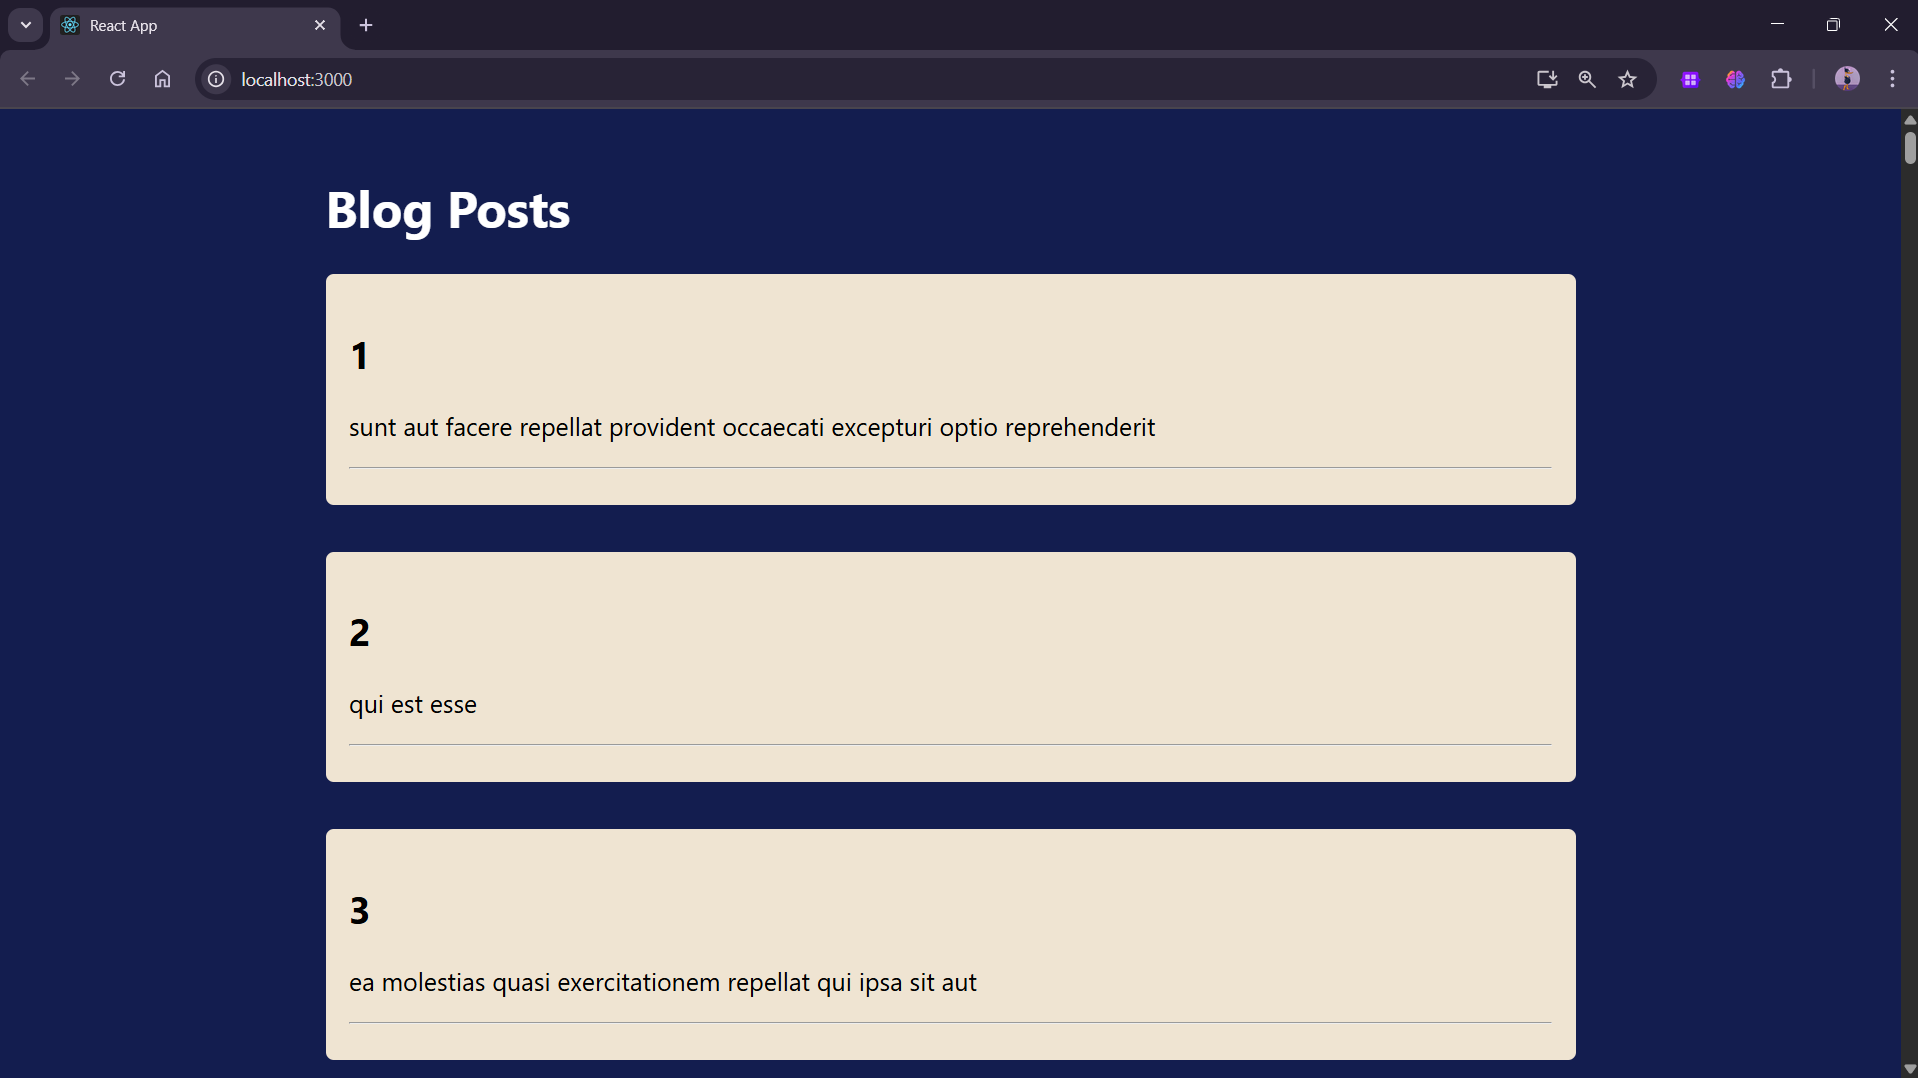 React App
localhost:3000
Blog Posts
1
sunt aut facere repellat provident occaecati excepturi optio reprehenderit
2
qui est esse
3
ea molestias quasi exercitationem repellat qui ipsa sit aut